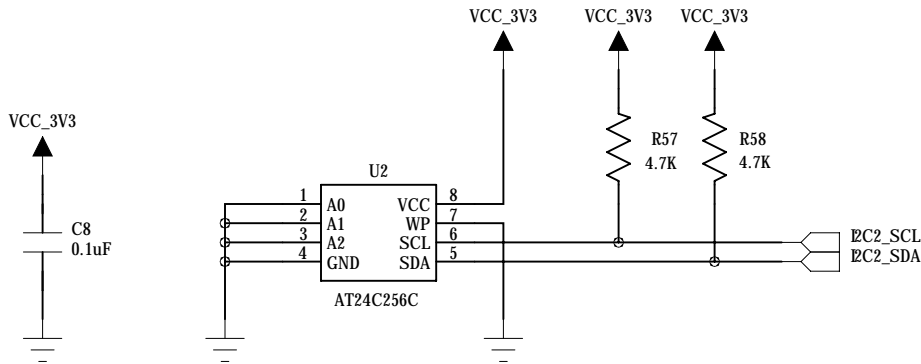 VCC_3V3 VCC_3V3 VCC_3V3
VCC_3V3
C8
0.1uF
U2
1 A0 VCC 8
2 A1 WP 7
3 A2 SCL 6
4 GND SDA 5
AT24C256C
R57
4.7K
R58
4.7K
I2C2_SCL
I2C2_SDA